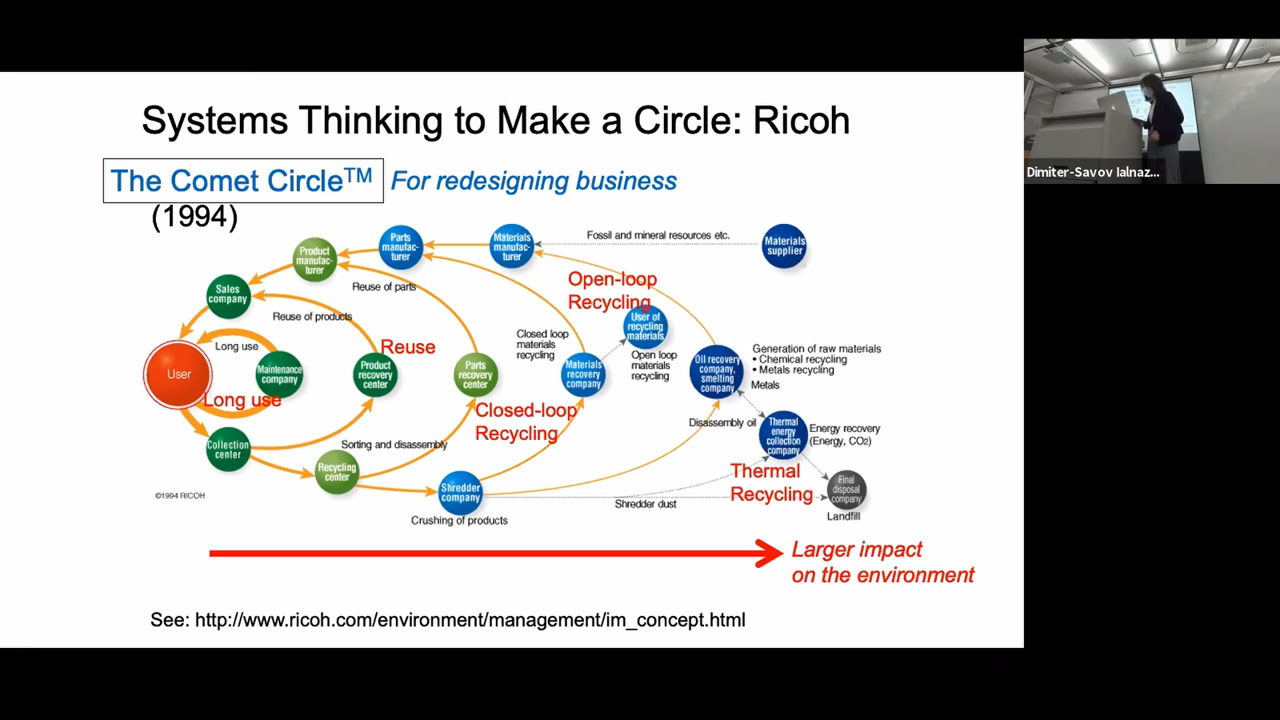 Systems Thinking to Make a Circle: Ricoh
The Comet Circle™ For redesigning business
(1994)
Dimiter-Savov Ialnaz...
Materials
supplier
Fossil and mineral resources etc.
Materials
manufac-
turer
Parts
manufac-
turer
Product
manufac-
turer
Sales
company
Reuse of parts
Reuse of products
Open-loop
Recycling
User of
recycling
materials
Closed loop
materials
recycling
Open loop
materials
recycling
Long use
Reuse
User
Maintenance
company
Product
recovery
center
Parts
recovery
center
Materials
recovery
company
Oil recovery
company,
smelting
company
Generation of raw materials
• Chemical recycling
• Metals recycling
Metals
Long use
Closed-loop
Recycling
Disassembly oil
Thermal
energy
collection
company
Energy recovery
(Energy, CO2)
Collection
center
Sorting and disassembly
Recycling
center
Thermal
Recycling
Shredder
company
Crushing of products
Shredder dust
Final
disposal
company
Landfill
©1994 RICOH
Larger impact
on the environment
See: http://www.ricoh.com/environment/management/im_concept.html